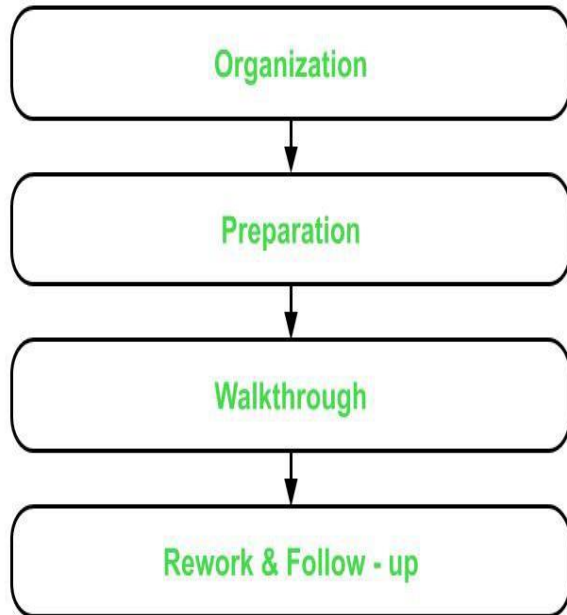 Organization
Preparation
Walkthrough
Rework & Follow - up